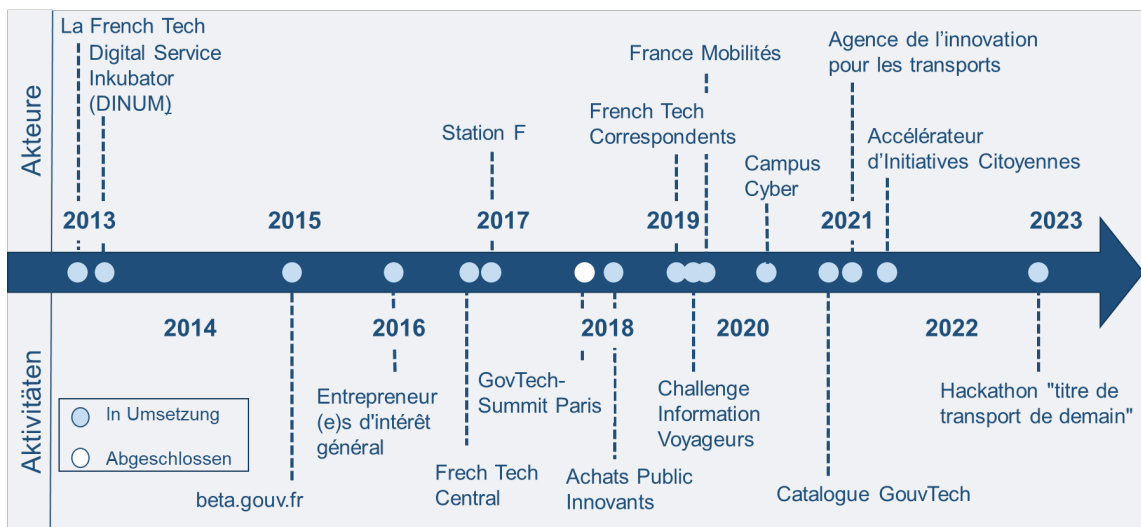 Akteure
La French Tech
Digital Service
Inkubator
(DINUM)
Station F
France Mobilités
French Tech
Correspondents
Campus
Cyber
Agence de l’innovation
pour les transports
Accélérateur
d’Initiatives Citoyennes
2013
2015
2017
2019
2021
2023
2014
2016
2018
2020
2022
Aktivitäten
In Umsetzung
Abgeschlossen
beta.gouv.fr
Entrepreneur
(e)s d'intérêt
général
Frech Tech
Central
GovTech-
Summit Paris
Achats Public
Innovants
Challenge
Information
Voyageurs
Catalogue GouvTech
Hackathon "titre de
transport de demain"